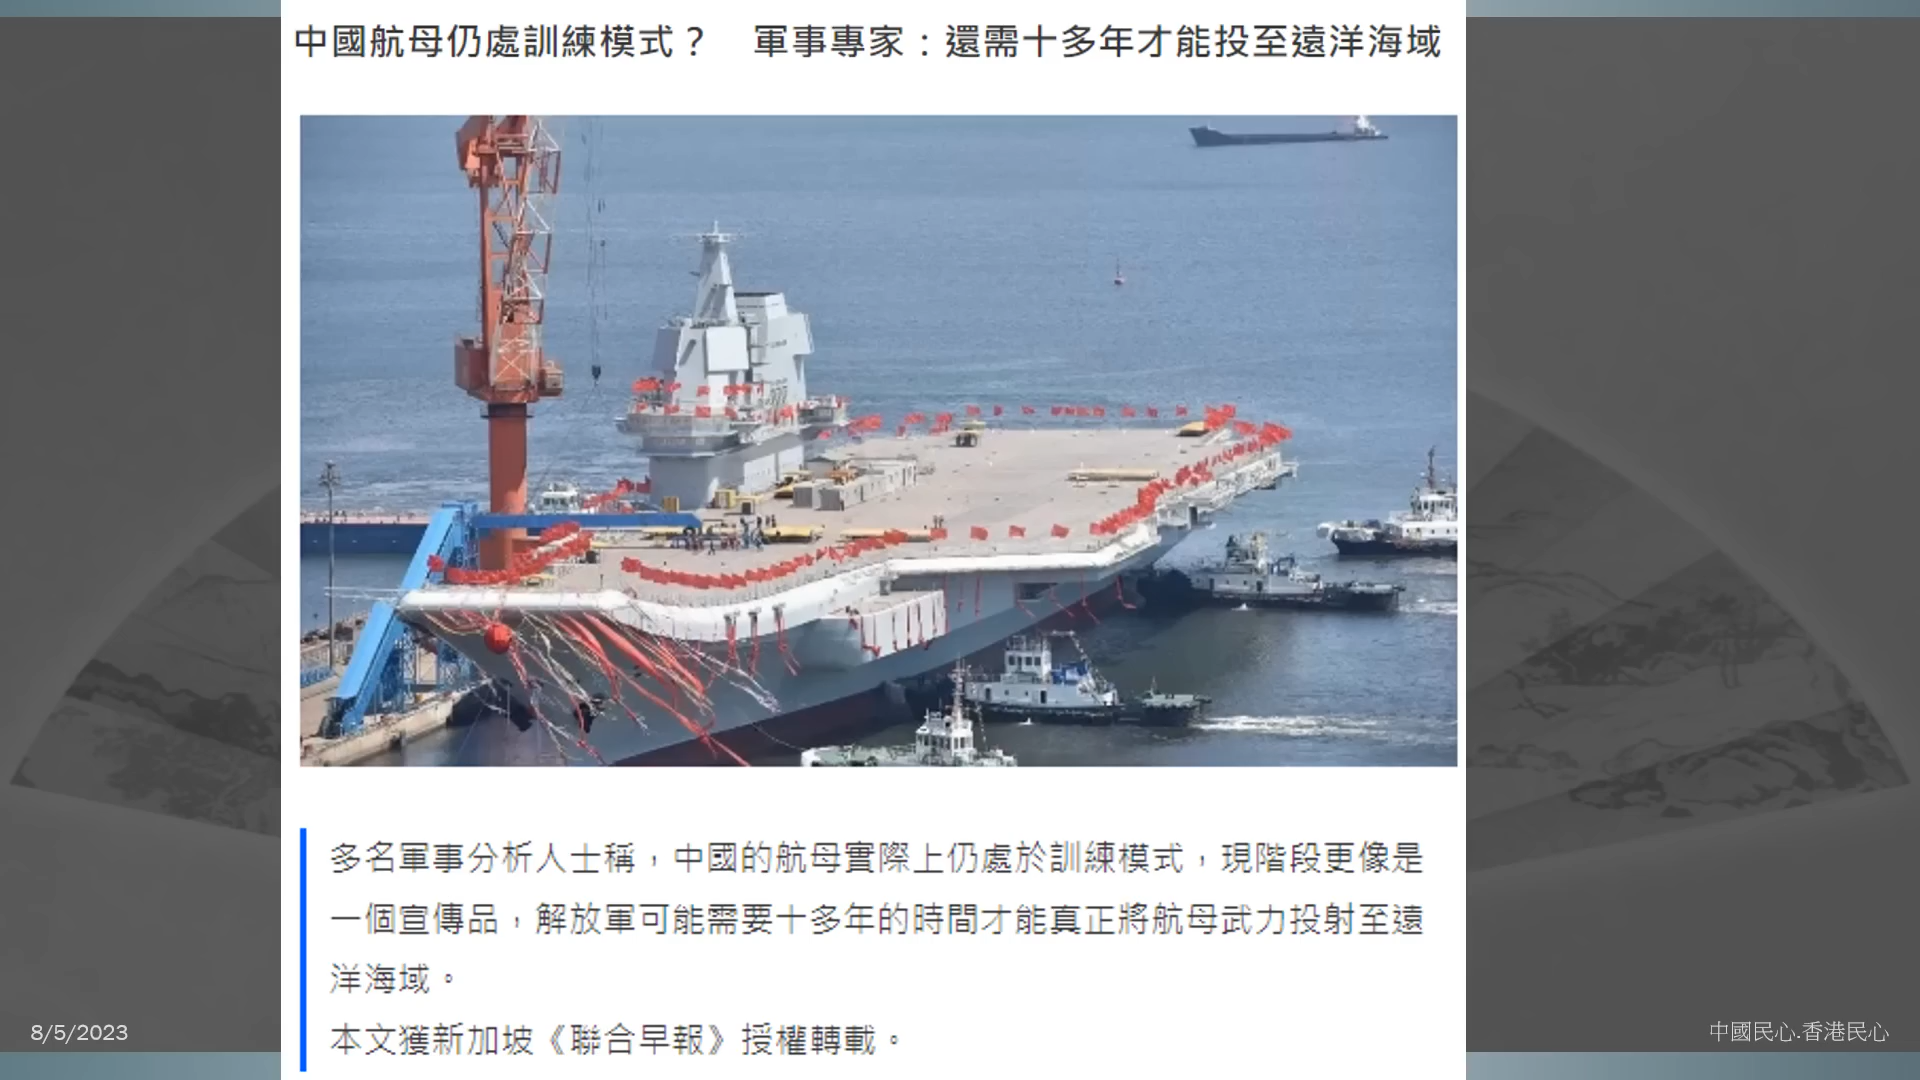 中國航母仍處訓練模式？　軍事專家：還需十多年才能投至遠洋海域
多名軍事分析人士稱，中國的航母實際上仍處於訓練模式，現階段更像是
一個宣傳品，解放軍可能需要十多年的時間才能真正將航母武力投射至遠
洋海域。
本文獲新加坡《聯合早報》授權轉載。
8/5/2023
中國民心.香港民心